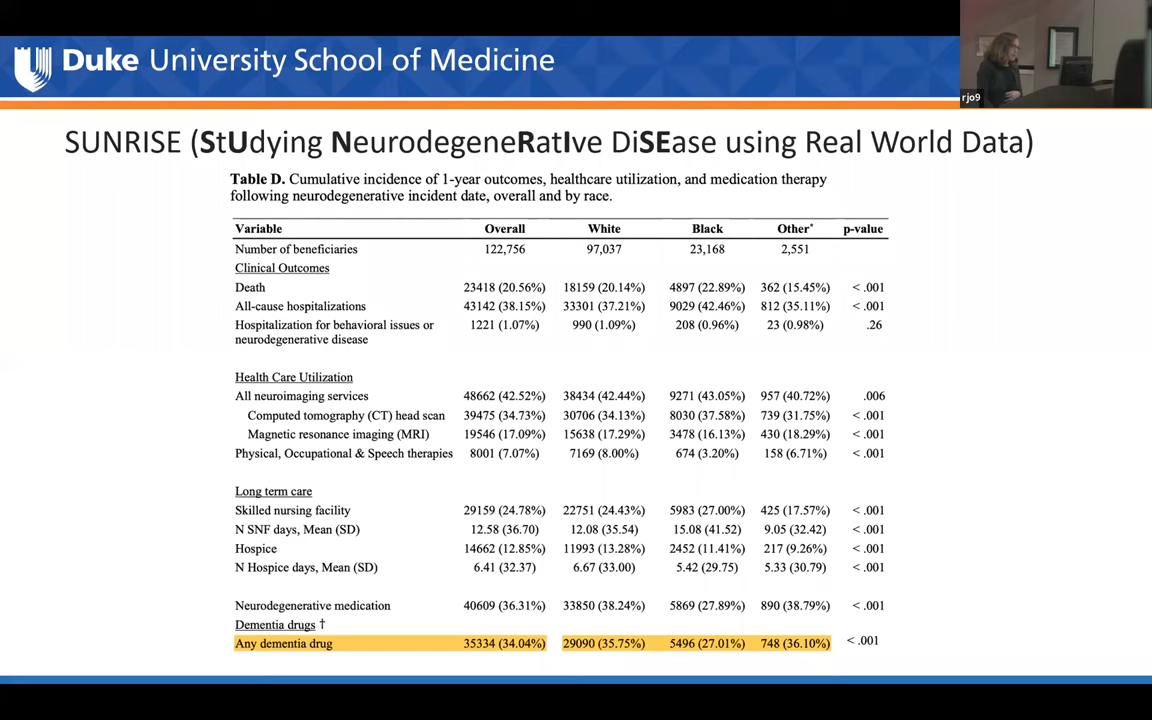 Duke University School of Medicine
rjo9
SUNRISE (StUdying NeurodegeneRatIve DiSEase using Real World Data)
Table D. Cumulative incidence of 1-year outcomes, healthcare utilization, and medication therapy
following neurodegenerative incident date, overall and by race.
Variable Overall White Black Other* p-value
Number of beneficiaries 122,756 97,037 23,168 2,551
Clinical Outcomes
Death 23418 (20.56%) 18159 (20.14%) 4897 (22.89%) 362 (15.45%) < .001
All-cause hospitalizations 43142 (38.15%) 33301 (37.21%) 9029 (42.46%) 812 (35.11%) < .001
Hospitalization for behavioral issues or 1221 (1.07%) 990 (1.09%) 208 (0.96%) 23 (0.98%) .26
neurodegenerative disease
Health Care Utilization
All neuroimaging services 48662 (42.52%) 38434 (42.44%) 9271 (43.05%) 957 (40.72%) .006
Computed tomography (CT) head scan 39475 (34.73%) 30706 (34.13%) 8030 (37.58%) 739 (31.75%) < .001
Magnetic resonance imaging (MRI) 19546 (17.09%) 15638 (17.29%) 3478 (16.13%) 430 (18.29%) < .001
Physical, Occupational & Speech therapies 8001 (7.07%) 7169 (8.00%) 674 (3.20%) 158 (6.71%) < .001
Long term care
Skilled nursing facility 29159 (24.78%) 22751 (24.43%) 5983 (27.00%) 425 (17.57%) < .001
N SNF days, Mean (SD) 12.58 (36.70) 12.08 (35.54) 15.08 (41.52) 9.05 (32.42) < .001
Hospice 14662 (12.85%) 11993 (13.28%) 2452 (11.41%) 217 (9.26%) < .001
N Hospice days, Mean (SD) 6.41 (32.37) 6.67 (33.00) 5.42 (29.75) 5.33 (30.79) < .001
Neurodegenerative medication 40609 (36.31%) 33850 (38.24%) 5869 (27.89%) 890 (38.79%) < .001
Dementia drugs †
Any dementia drug 35334 (34.04%) 29090 (35.75%) 5496 (27.01%) 748 (36.10%) < .001